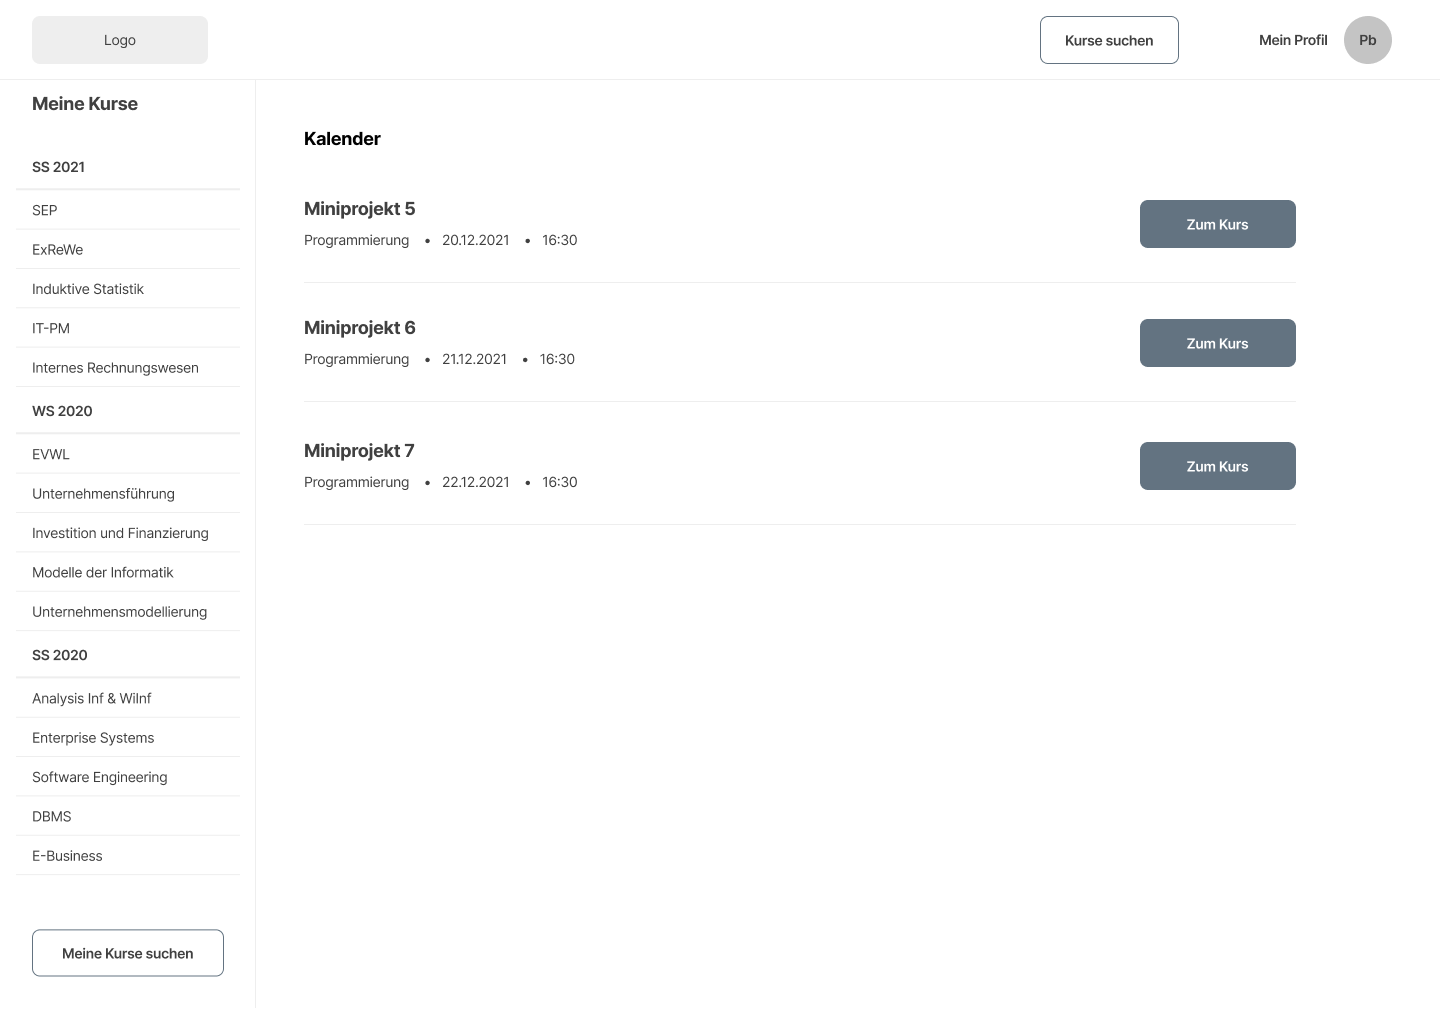 Logo
Kurse suchen
Mein Profil
Pb
Meine Kurse
SS 2021
SEP
ExReWe
Induktive Statistik
IT-PM
Internes Rechnungswesen
WS 2020
EVWL
Unternehmensführung
Investition und Finanzierung
Modelle der Informatik
Unternehmensmodellierung
SS 2020
Analysis Inf & WiInf
Enterprise Systems
Software Engineering
DBMS
E-Business
Meine Kurse suchen
Kalender
Miniprojekt 5
Programmierung • 20.12.2021 • 16:30
Zum Kurs
Miniprojekt 6
Programmierung • 21.12.2021 • 16:30
Zum Kurs
Miniprojekt 7
Programmierung • 22.12.2021 • 16:30
Zum Kurs